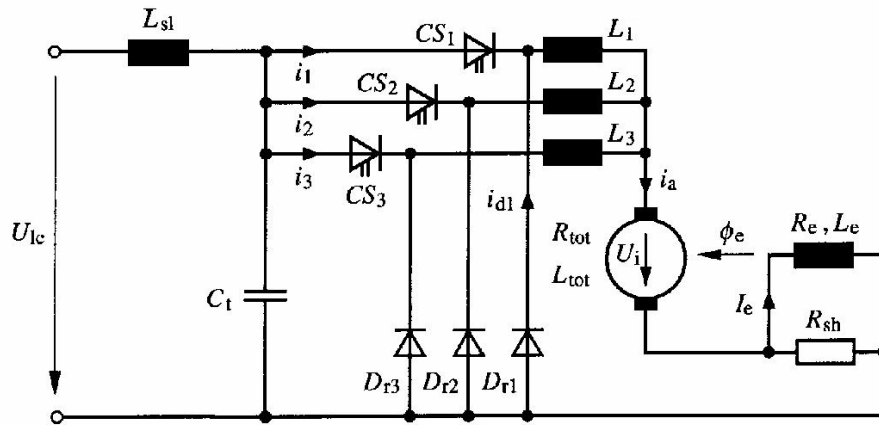 L_sl
CS_1
L_1
i_1
CS_2
L_2
i_2
L_3
i_3
CS_3
i_a
i_d1
U_lc
R_tot
U_i
ϕ_e
R_e , L_e
L_tot
C_t
I_e
R_sh
D_r3
D_r2
D_r1